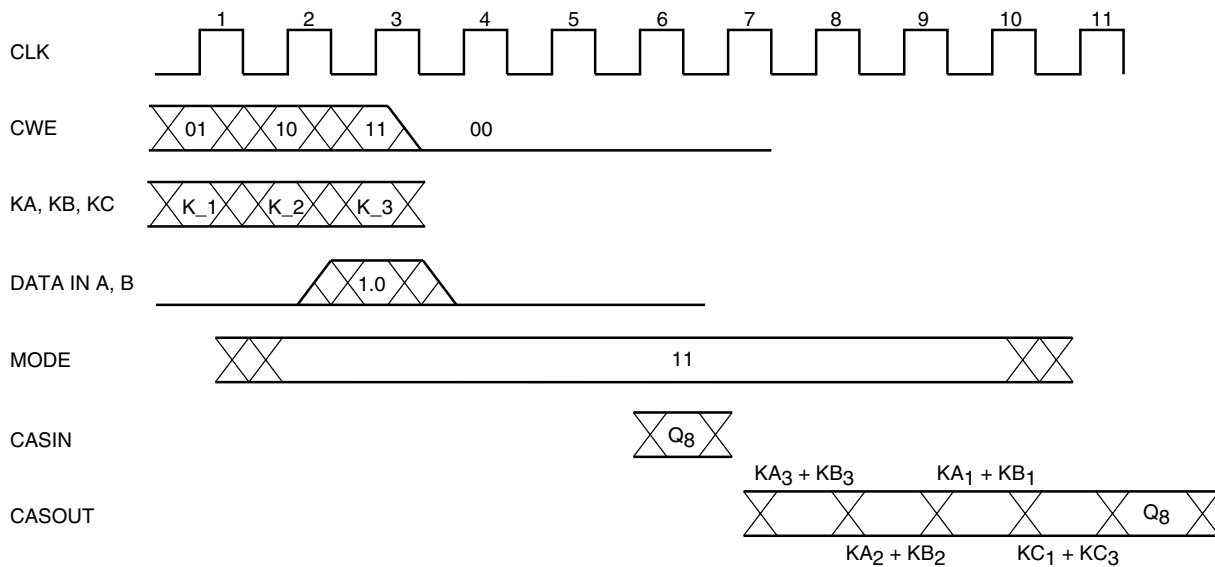 1 2 3 4 5 6 7 8 9 10 11
CLK
CWE 01 10 11 00
KA, KB, KC K_1 K_2 K_3
DATA IN A, B 1.0
MODE 11
CASIN Q8
KA3 + KB3 KA1 + KB1
CASOUT Q8
KA2 + KB2 KC1 + KC3